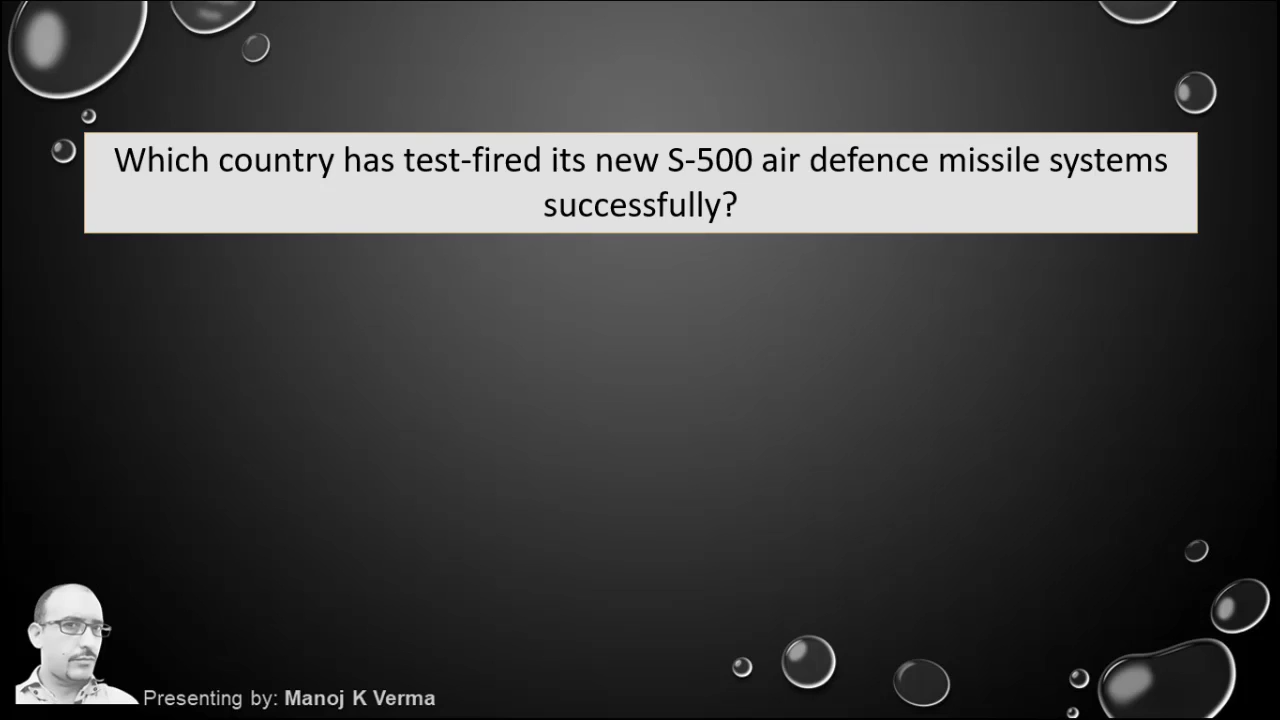 Which country has test-fired its new S-500 air defence missile systems
successfully?
Presenting by: Manoj K Verma